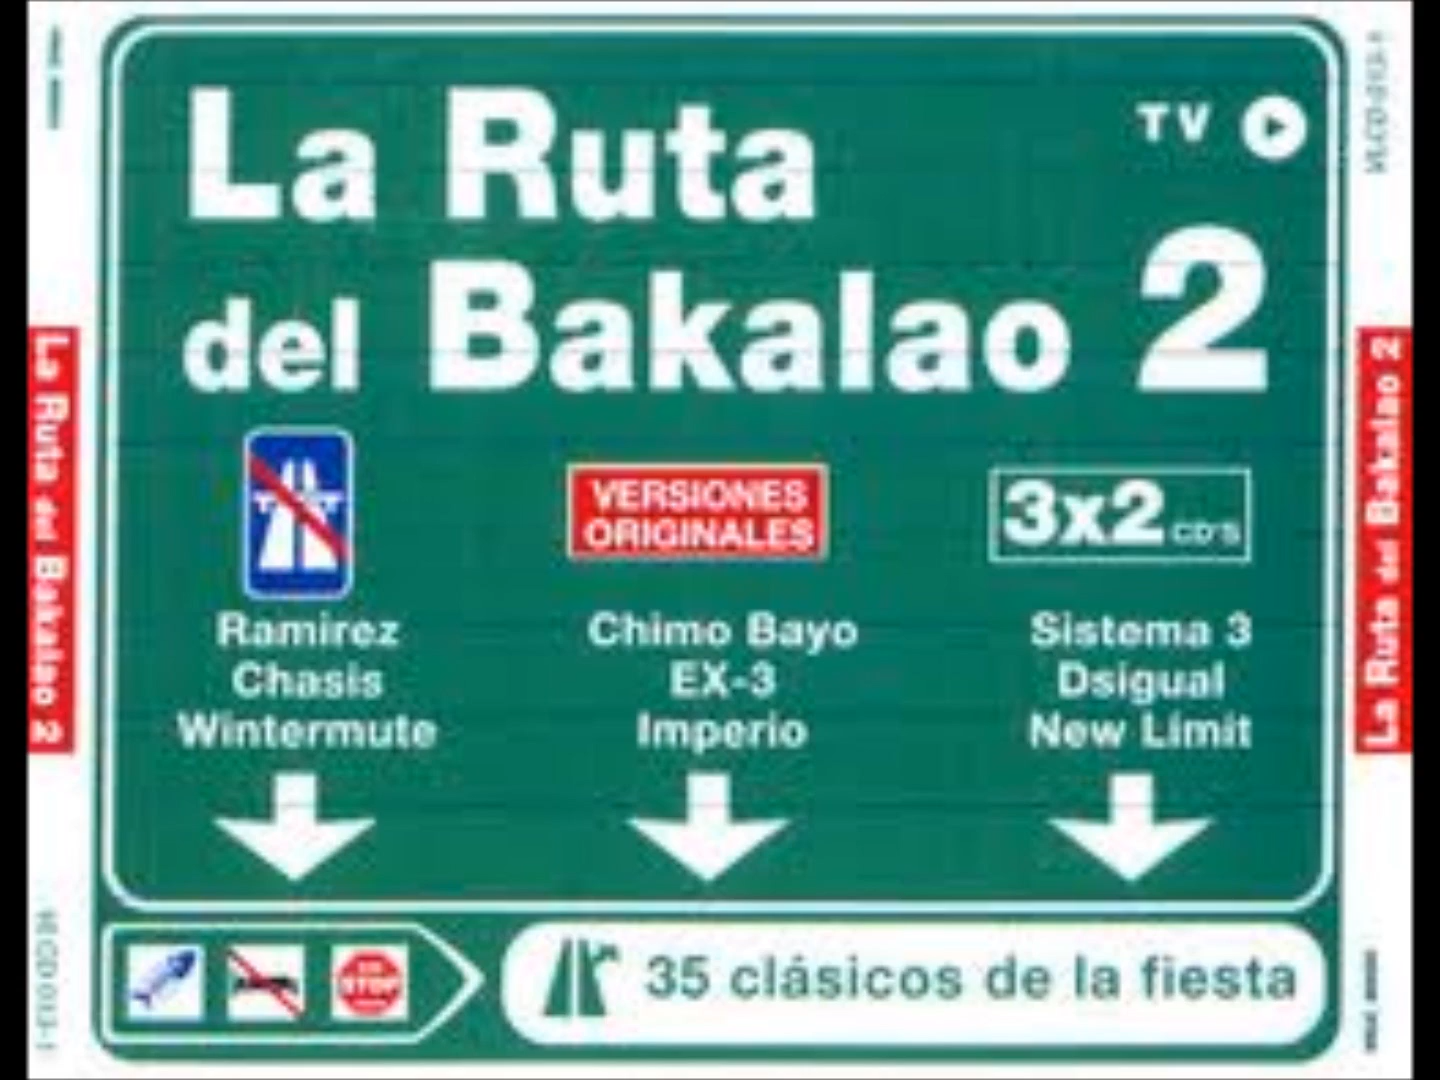 La Ruta
del Bakalao 2
TV
VERSIONES
ORIGINALES
3x2 CD'S
Ramirez
Chasis
Wintermute
Chimo Bayo
EX-3
Imperio
Sistema 3
Dsigual
New Limit
STOP
35 clásicos de la fiesta
La Ruta del Bakalao 2
La Ruta del Bakalao 2